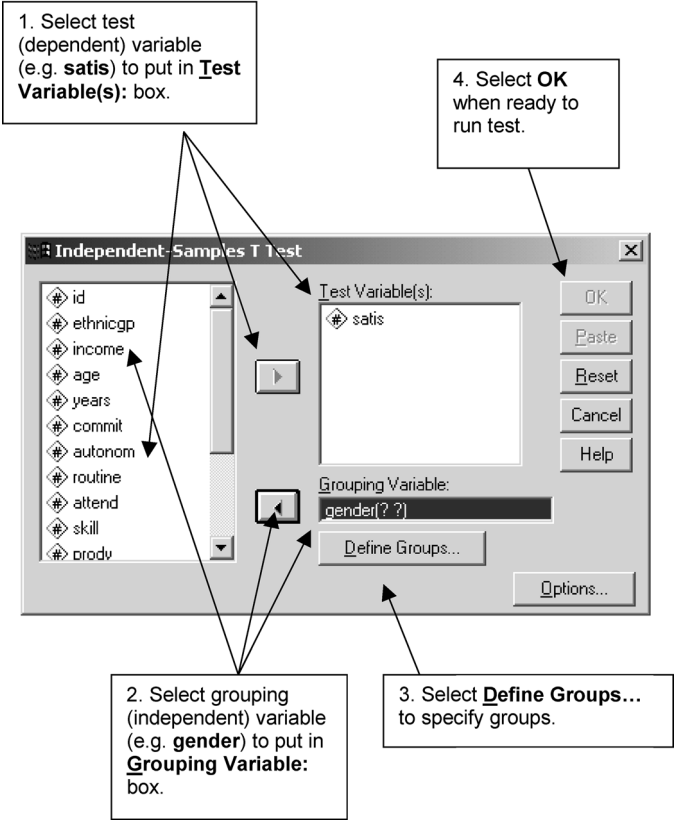 1. Select test
(dependent) variable
(e.g. satis) to put in Test
Variable(s): box.
4. Select OK
when ready to
run test.
Independent-Samples T Test
id
ethnicgp
income
age
years
commit
autonom
routine
attend
skill
prody
Test Variable(s):
satis
Grouping Variable:
gender(? ?)
Define Groups...
OK
Paste
Reset
Cancel
Help
Options...
2. Select grouping
(independent) variable
(e.g. gender) to put in
Grouping Variable:
box.
3. Select Define Groups…
to specify groups.